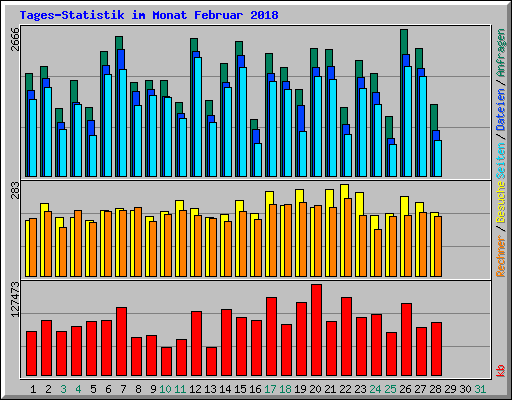 Tages-Statistik im Monat Februar 2018
2666
Seiten / Dateien / Anfragen
283
Rechner / Besuche
127473
kb
1 2 3 4 5 6 7 8 9 10 11 12 13 14 15 16 17 18 19 20 21 22 23 24 25 26 27 28 29 30 31